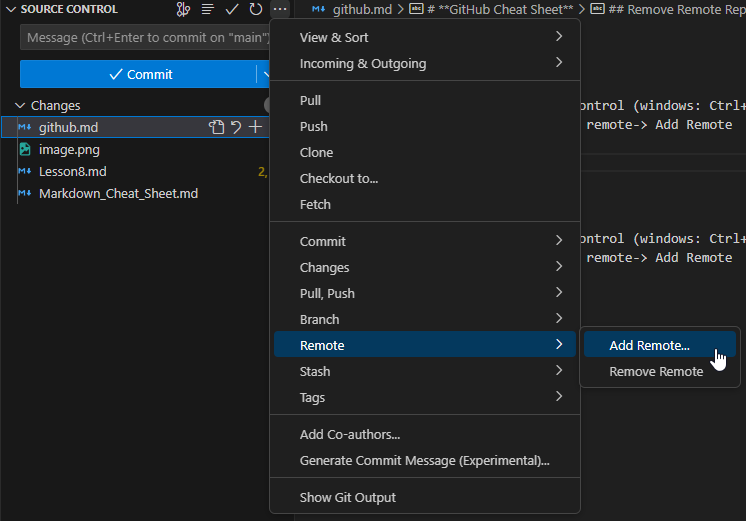 SOURCE CONTROL
Message (Ctrl+Enter to commit on "main")
Commit
Changes
github.md
image.png
Lesson8.md
2,
Markdown_Cheat_Sheet.md
View & Sort
Incoming & Outgoing
Pull
Push
Clone
Checkout to...
Fetch
Commit
Changes
Pull, Push
Branch
Remote
Stash
Tags
Add Co-authors...
Generate Commit Message (Experimental)...
Show Git Output
Add Remote...
Remove Remote
github.md > # **GitHub Cheat Sheet** > ## Remove Remote Rep
ontrol (windows: Ctrl+
remote-> Add Remote
ontrol (windows: Ctrl+
remote-> Add Remote